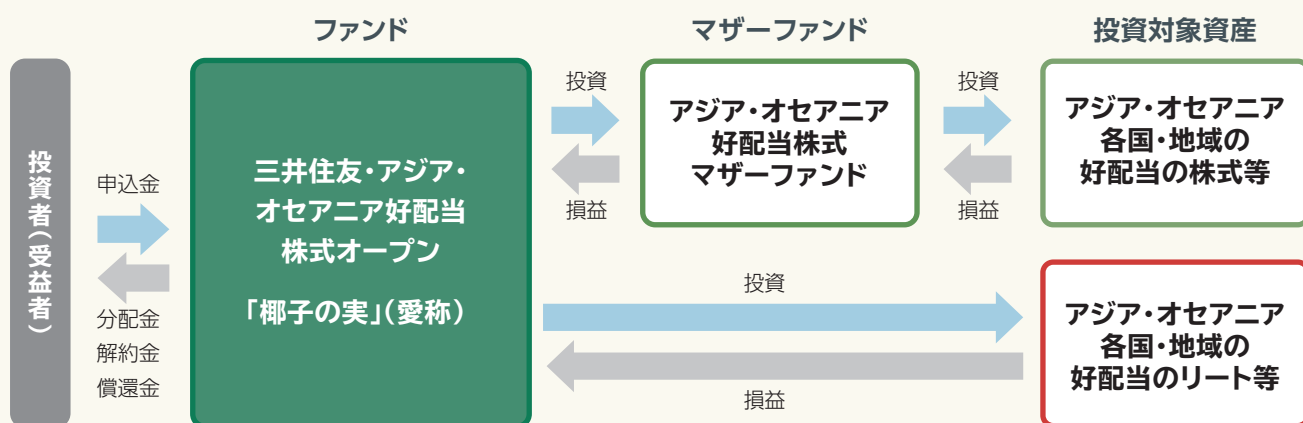 ファンド
マザーファンド
投資対象資産
投資者(受益者)
申込金
分配金
解約金
償還金
三井住友・アジア・
オセアニア好配当
株式オープン
「椰子の実」(愛称)
投資
損益
アジア・オセアニア
好配当株式
マザーファンド
投資
損益
アジア・オセアニア
各国・地域の
好配当の株式等
投資
損益
アジア・オセアニア
各国・地域の
好配当のリート等